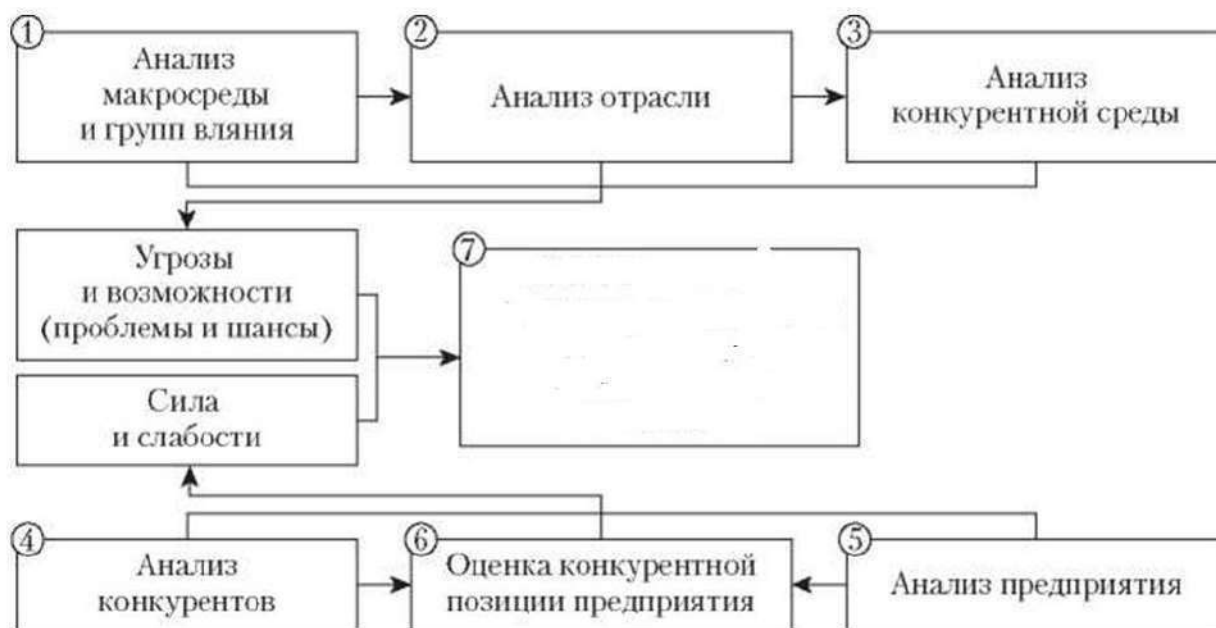 1
Анализ
макросреды
и групп вляния
2
Анализ отрасли
3
Анализ
конкурентной среды
Угрозы
и возможности
(проблемы и шансы)
7
Сила
и слабости
4
Анализ
конкурентов
6
Оценка конкурентной
позиции предприятия
5
Анализ предприятия